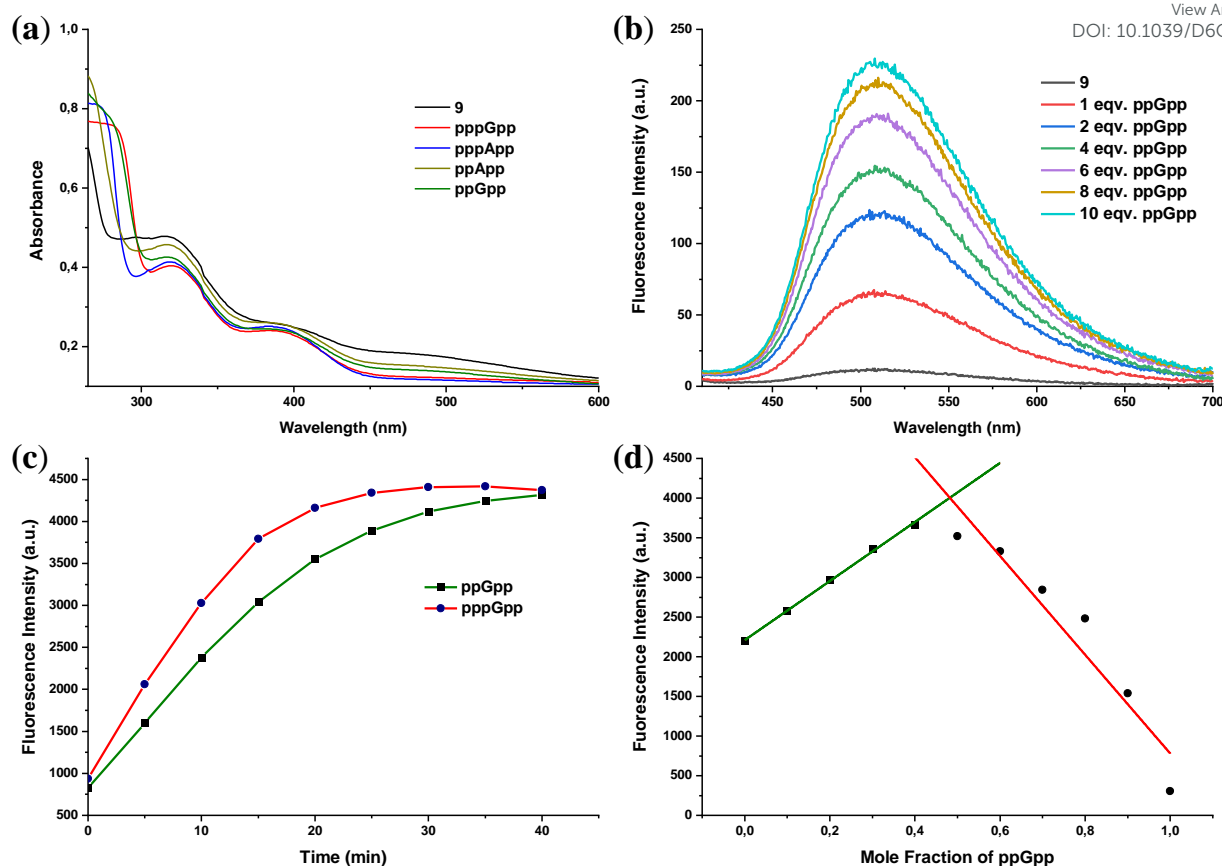 View Ar
DOI: 10.1039/D6O
(a)
1,0
0,8
0,6
0,4
0,2
Absorbance
300
400
500
600
Wavelength (nm)
9
pppGpp
pppApp
ppApp
ppGpp
(b)
250
200
150
100
50
0
Fluorescence Intensity (a.u.)
450
500
550
600
650
700
Wavelength (nm)
9
1 eqv. ppGpp
2 eqv. ppGpp
4 eqv. ppGpp
6 eqv. ppGpp
8 eqv. ppGpp
10 eqv. ppGpp
(c)
4500
4000
3500
3000
2500
2000
1500
1000
500
Fluorescence Intensity (a.u.)
0
10
20
30
40
Time (min)
ppGpp
pppGpp
(d)
4500
4000
3500
3000
2500
2000
1500
1000
500
0
Fluorescence Intensity (a.u.)
0,0
0,2
0,4
0,6
0,8
1,0
Mole Fraction of ppGpp